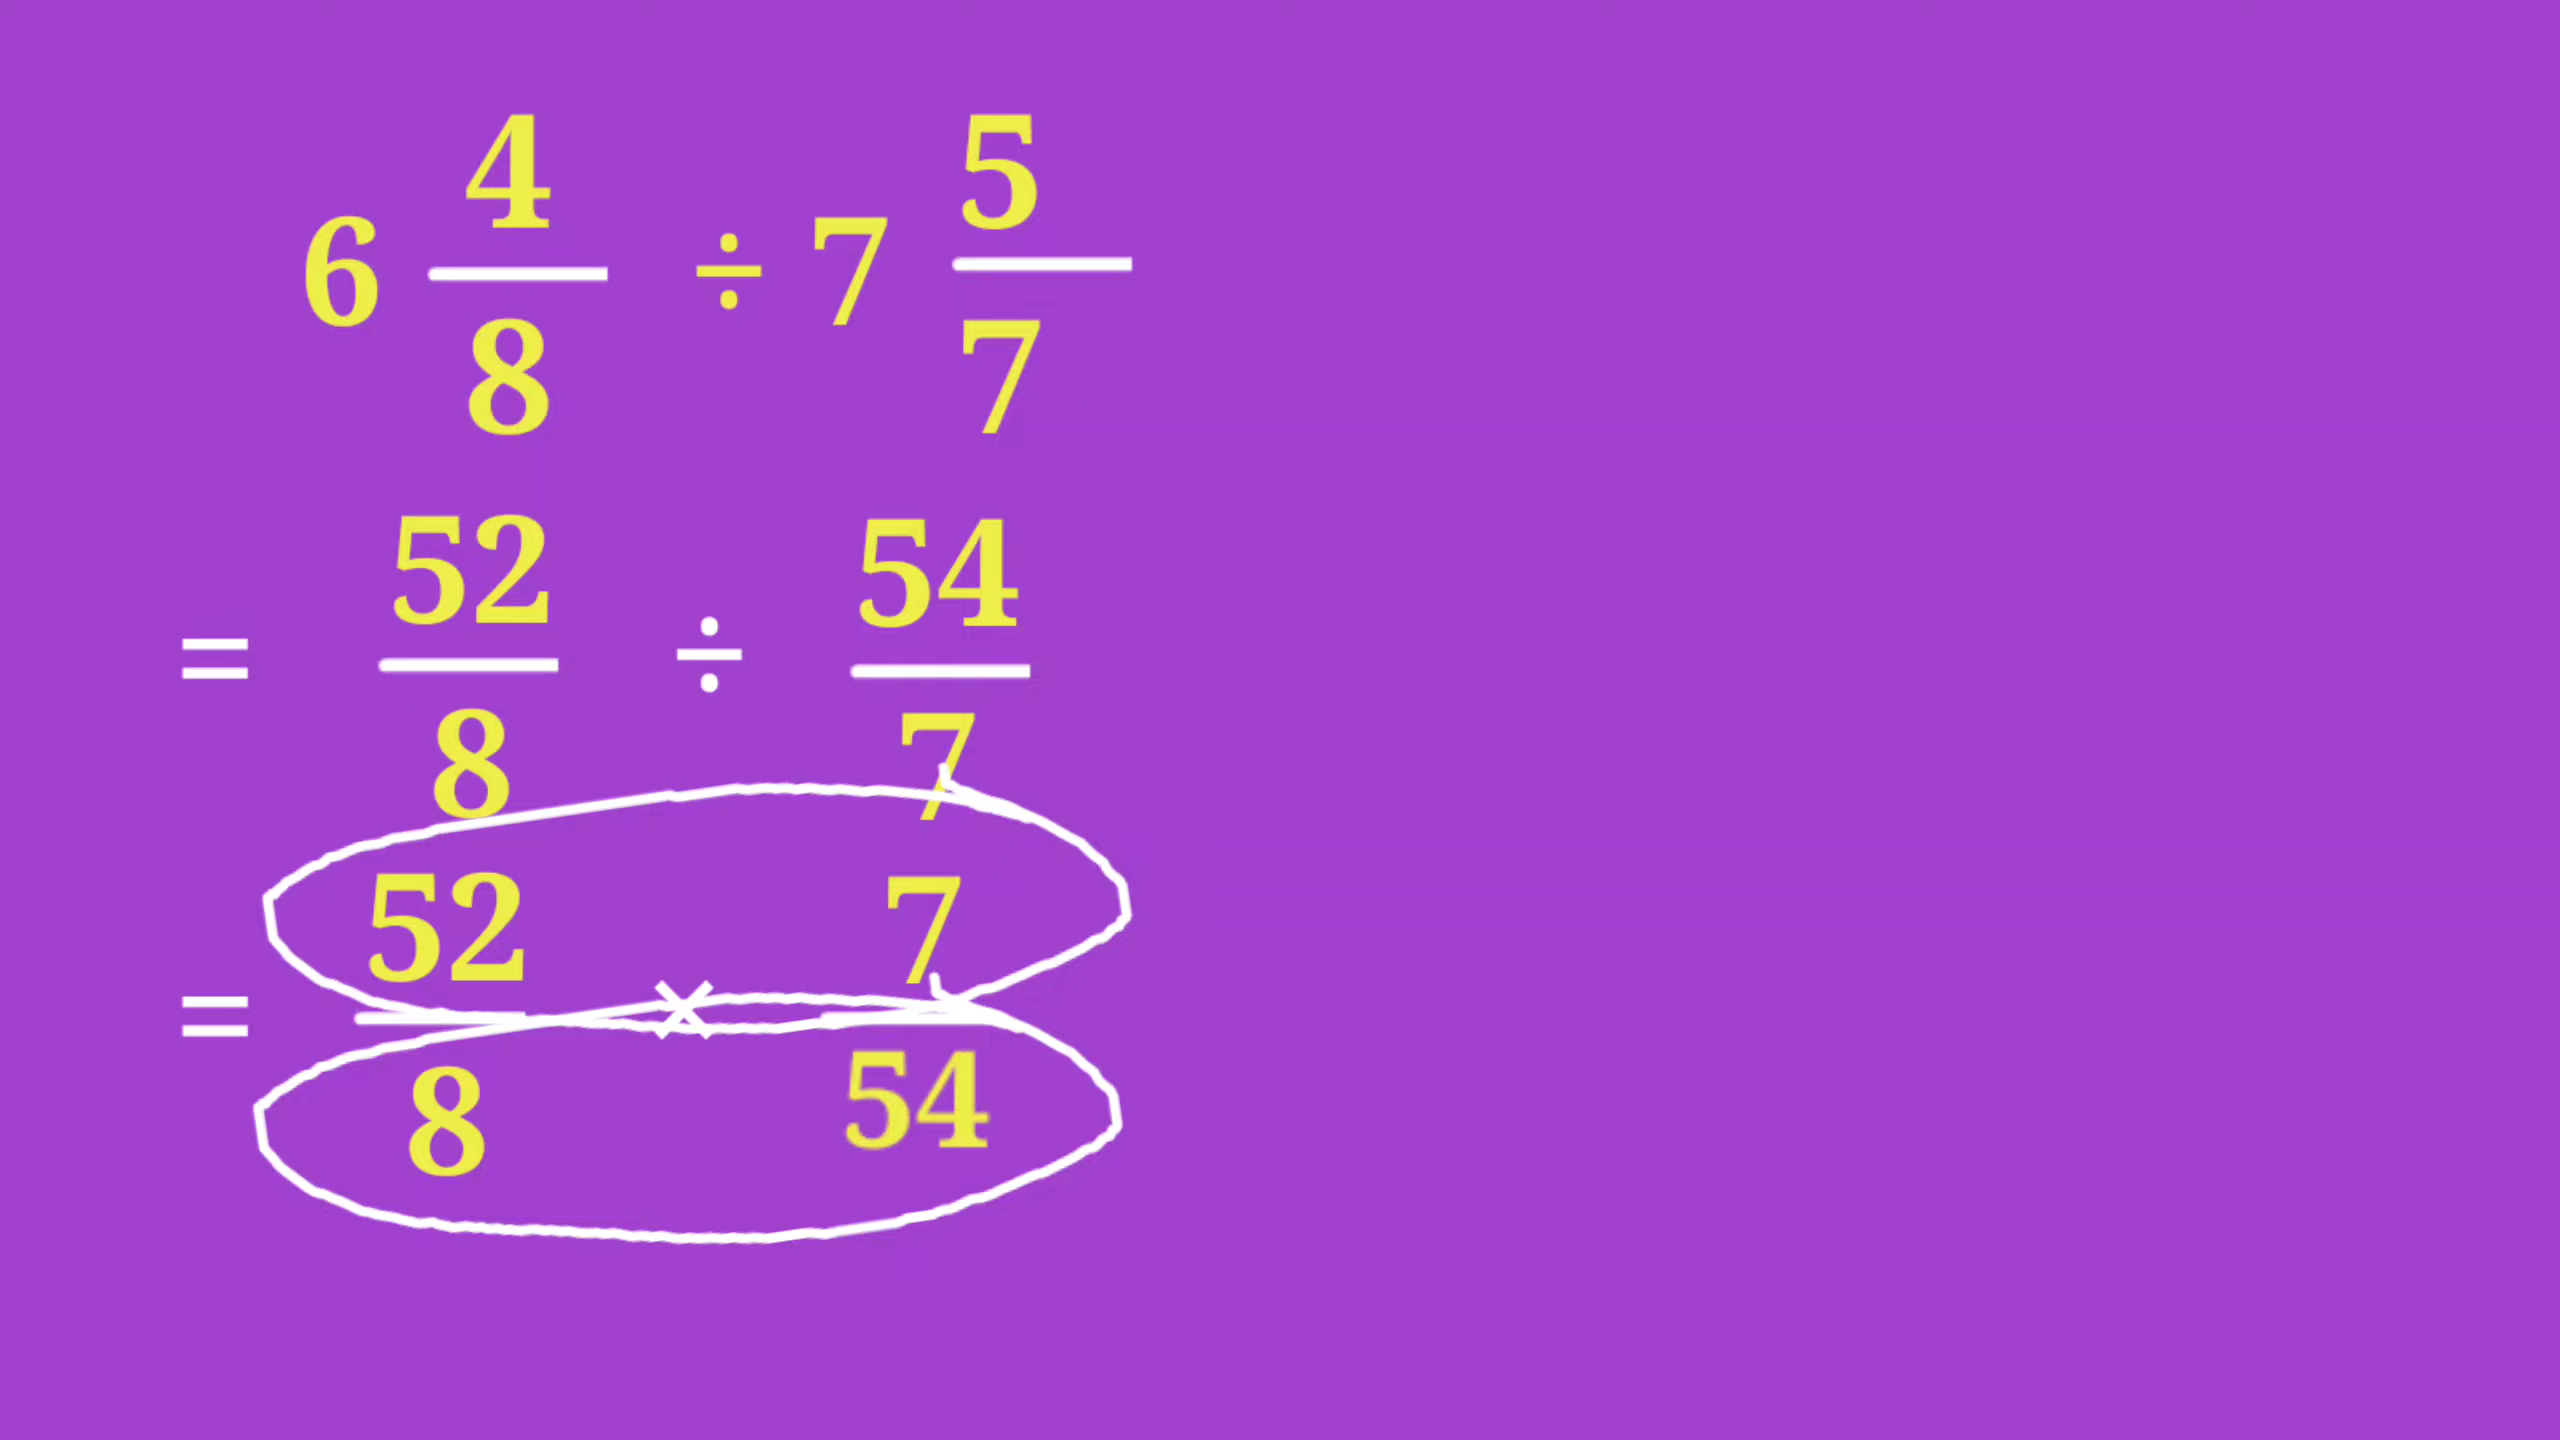 6 4/8 ÷ 7 5/7
= 52/8 ÷ 54/7
= 52/8 × 7/54